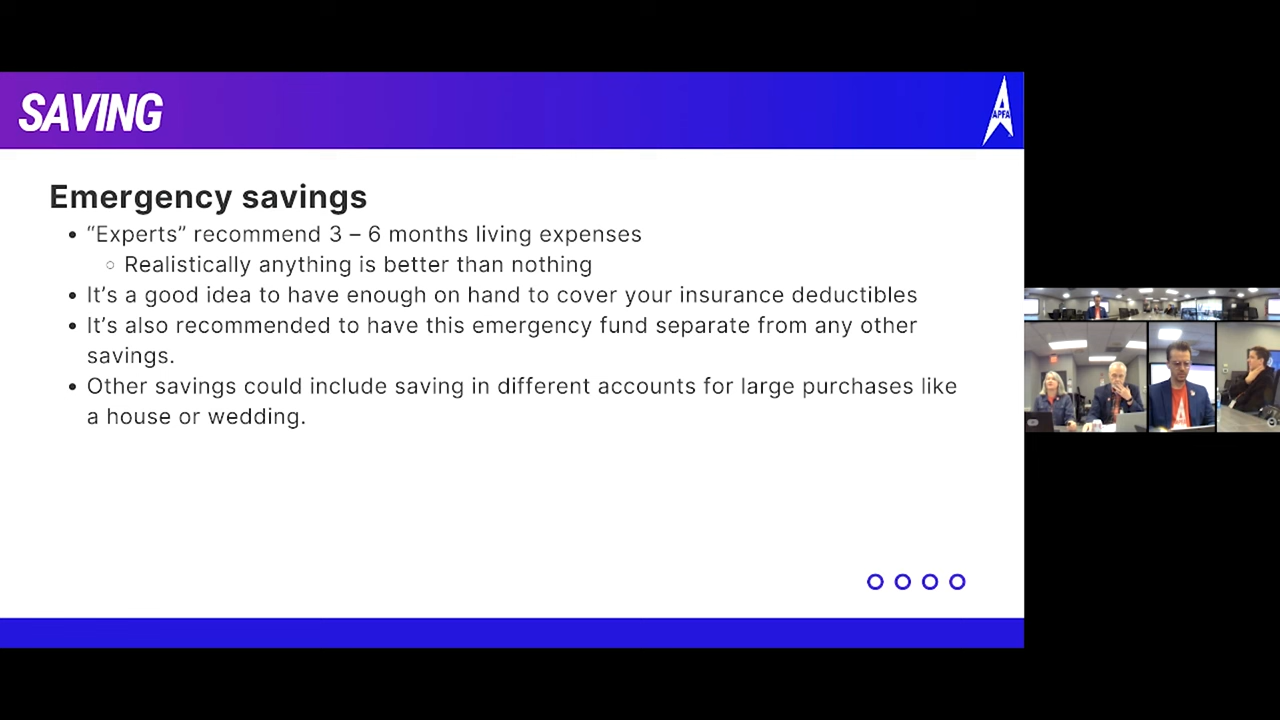 SAVING
APFA
Emergency savings
• “Experts” recommend 3 – 6 months living expenses
○ Realistically anything is better than nothing
• It’s a good idea to have enough on hand to cover your insurance deductibles
• It’s also recommended to have this emergency fund separate from any other
savings.
• Other savings could include saving in different accounts for large purchases like
a house or wedding.